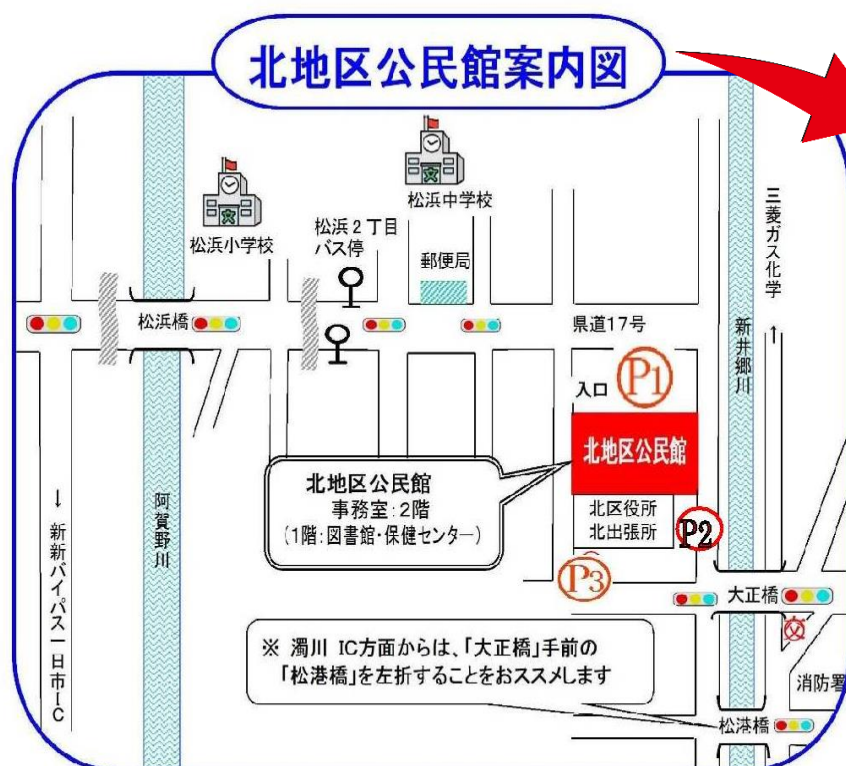 北地区公民館案内図
松浜中学校
松浜小学校
松浜2丁目
バス停
郵便局
三菱ガス化学
→
松浜橋
県道17号
新井郷川
入口
P1
北地区公民館
北地区公民館
事務室:2階
(1階:図書館・保健センター)
北区役所
北出張所
P2
P3
阿賀野川
↓ 新新バイパス一日市IC
大正橋
※ 濁川 IC方面からは、「大正橋」手前の
「松港橋」を左折することをおススメします
消防署
松港橋